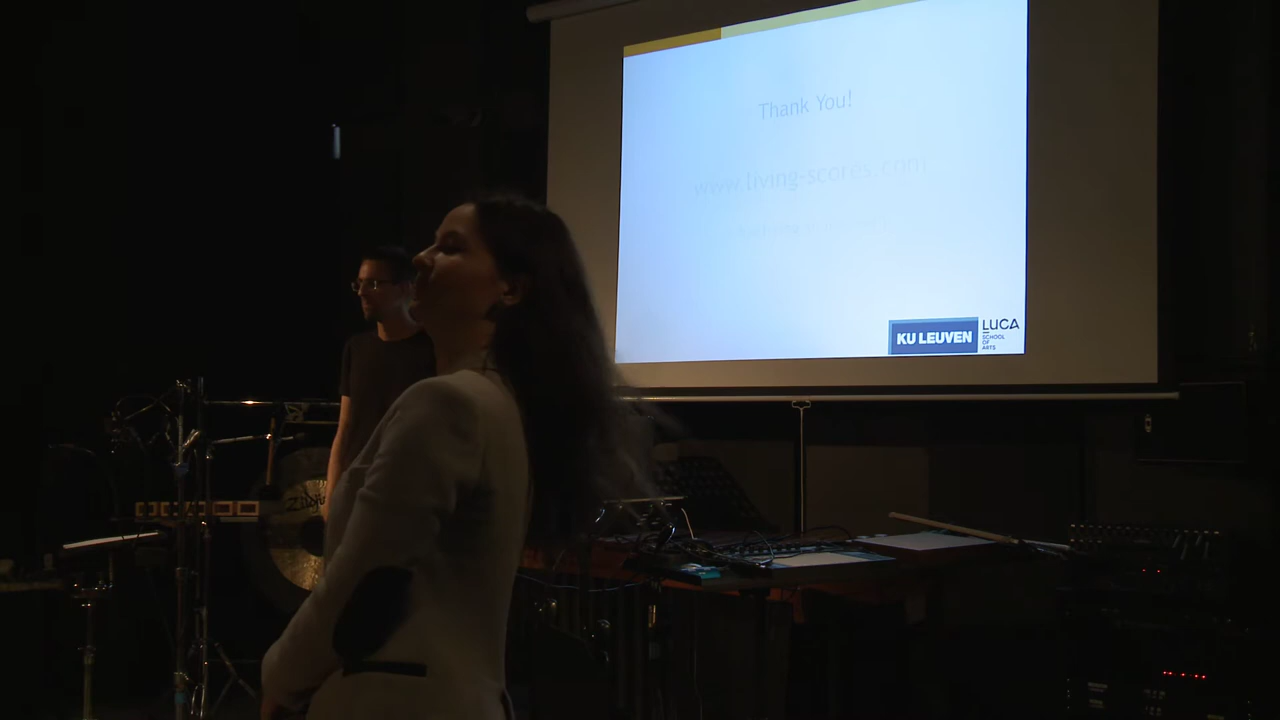 Thank You!
www.living-scores.com
KU LEUVEN
LUCA
SCHOOL
OF
ARTS
Zildjian